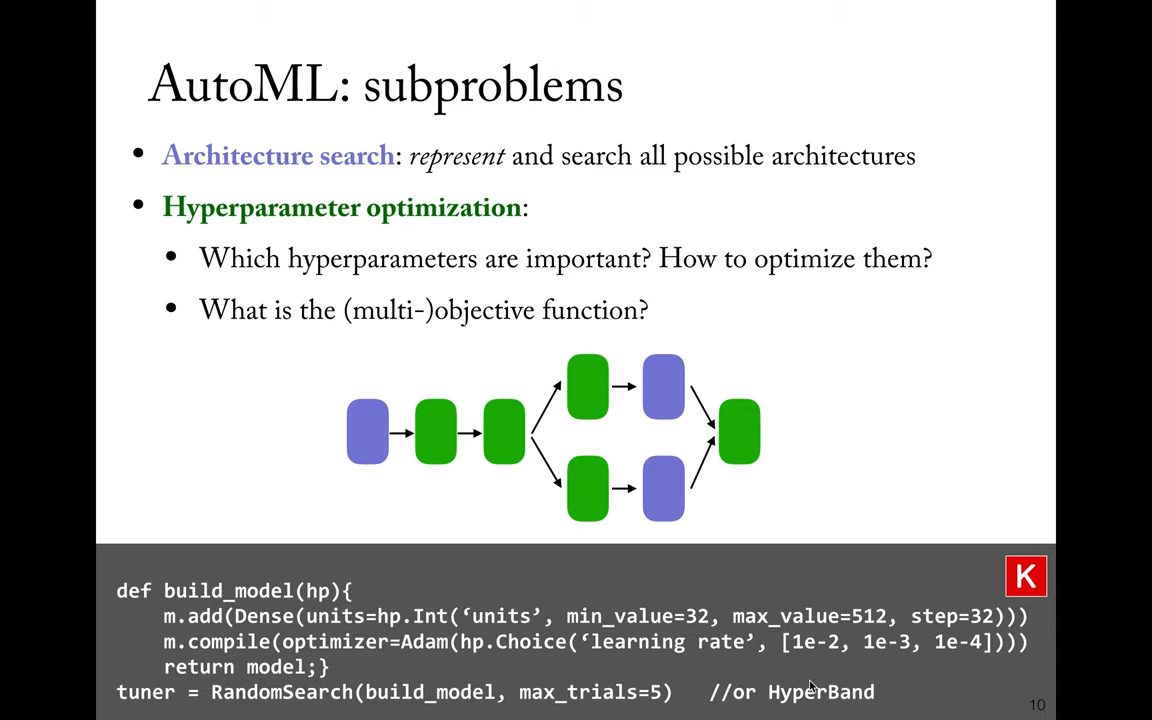 AutoML: subproblems
• Architecture search: represent and search all possible architectures
• Hyperparameter optimization:
• Which hyperparameters are important? How to optimize them?
• What is the (multi-)objective function?
K
def build_model(hp){
    m.add(Dense(units=hp.Int(‘units’, min_value=32, max_value=512, step=32)))
    m.compile(optimizer=Adam(hp.Choice(‘learning rate’, [1e-2, 1e-3, 1e-4])))
    return model;}
tuner = RandomSearch(build_model, max_trials=5)   //or HyperBand
10